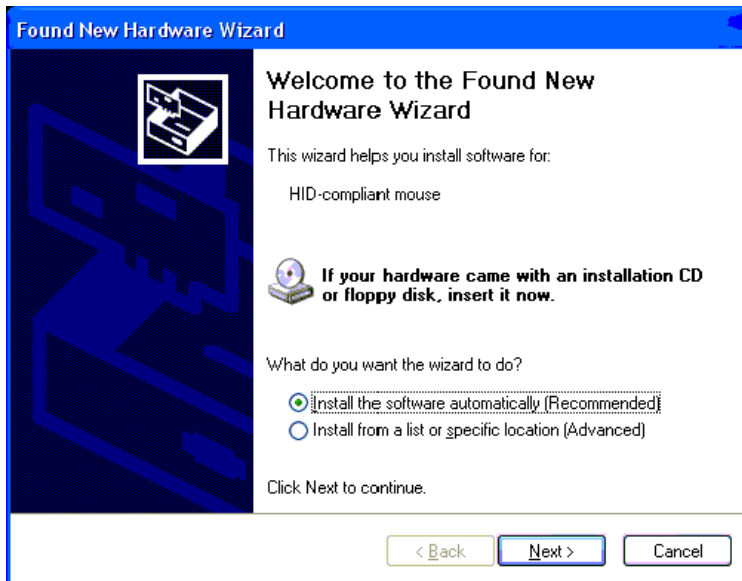 Found New Hardware Wizard
Welcome to the Found New
Hardware Wizard
This wizard helps you install software for:
HID-compliant mouse
If your hardware came with an installation CD
or floppy disk, insert it now.
What do you want the wizard to do?
Install the software automatically (Recommended)
Install from a list or specific location (Advanced)
Click Next to continue.
< Back
Next >
Cancel